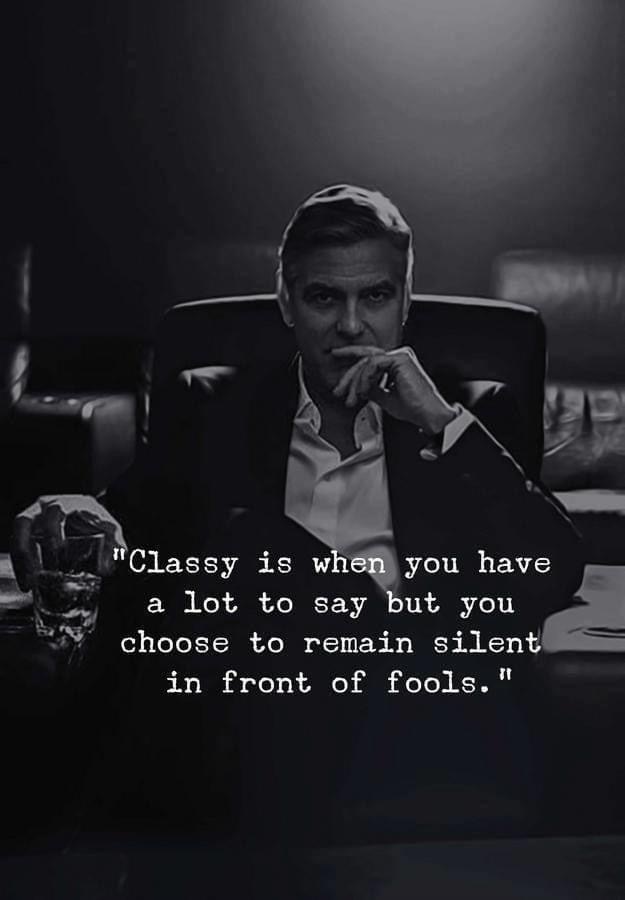 "Classy is when you have
a lot to say but you
choose to remain silent
in front of fools."